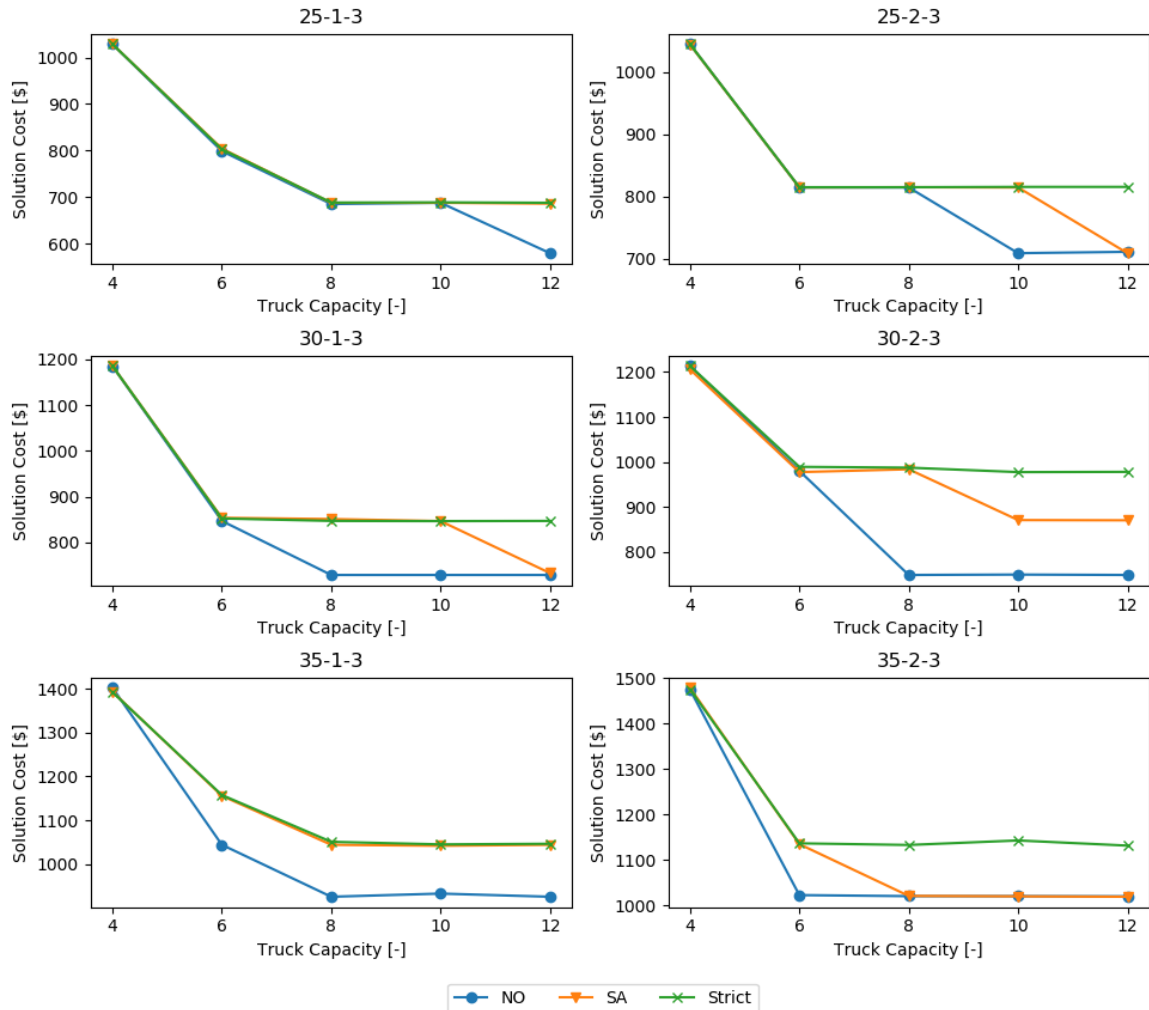 25-1-3
Solution Cost [$]
1000
900
800
700
600
4 6 8 10 12
Truck Capacity [-]
25-2-3
Solution Cost [$]
1000
900
800
700
4 6 8 10 12
Truck Capacity [-]
30-1-3
Solution Cost [$]
1200
1100
1000
900
800
4 6 8 10 12
Truck Capacity [-]
30-2-3
Solution Cost [$]
1200
1100
1000
900
800
4 6 8 10 12
Truck Capacity [-]
35-1-3
Solution Cost [$]
1400
1300
1200
1100
1000
4 6 8 10 12
Truck Capacity [-]
35-2-3
Solution Cost [$]
1500
1400
1300
1200
1100
1000
4 6 8 10 12
Truck Capacity [-]
NO SA Strict